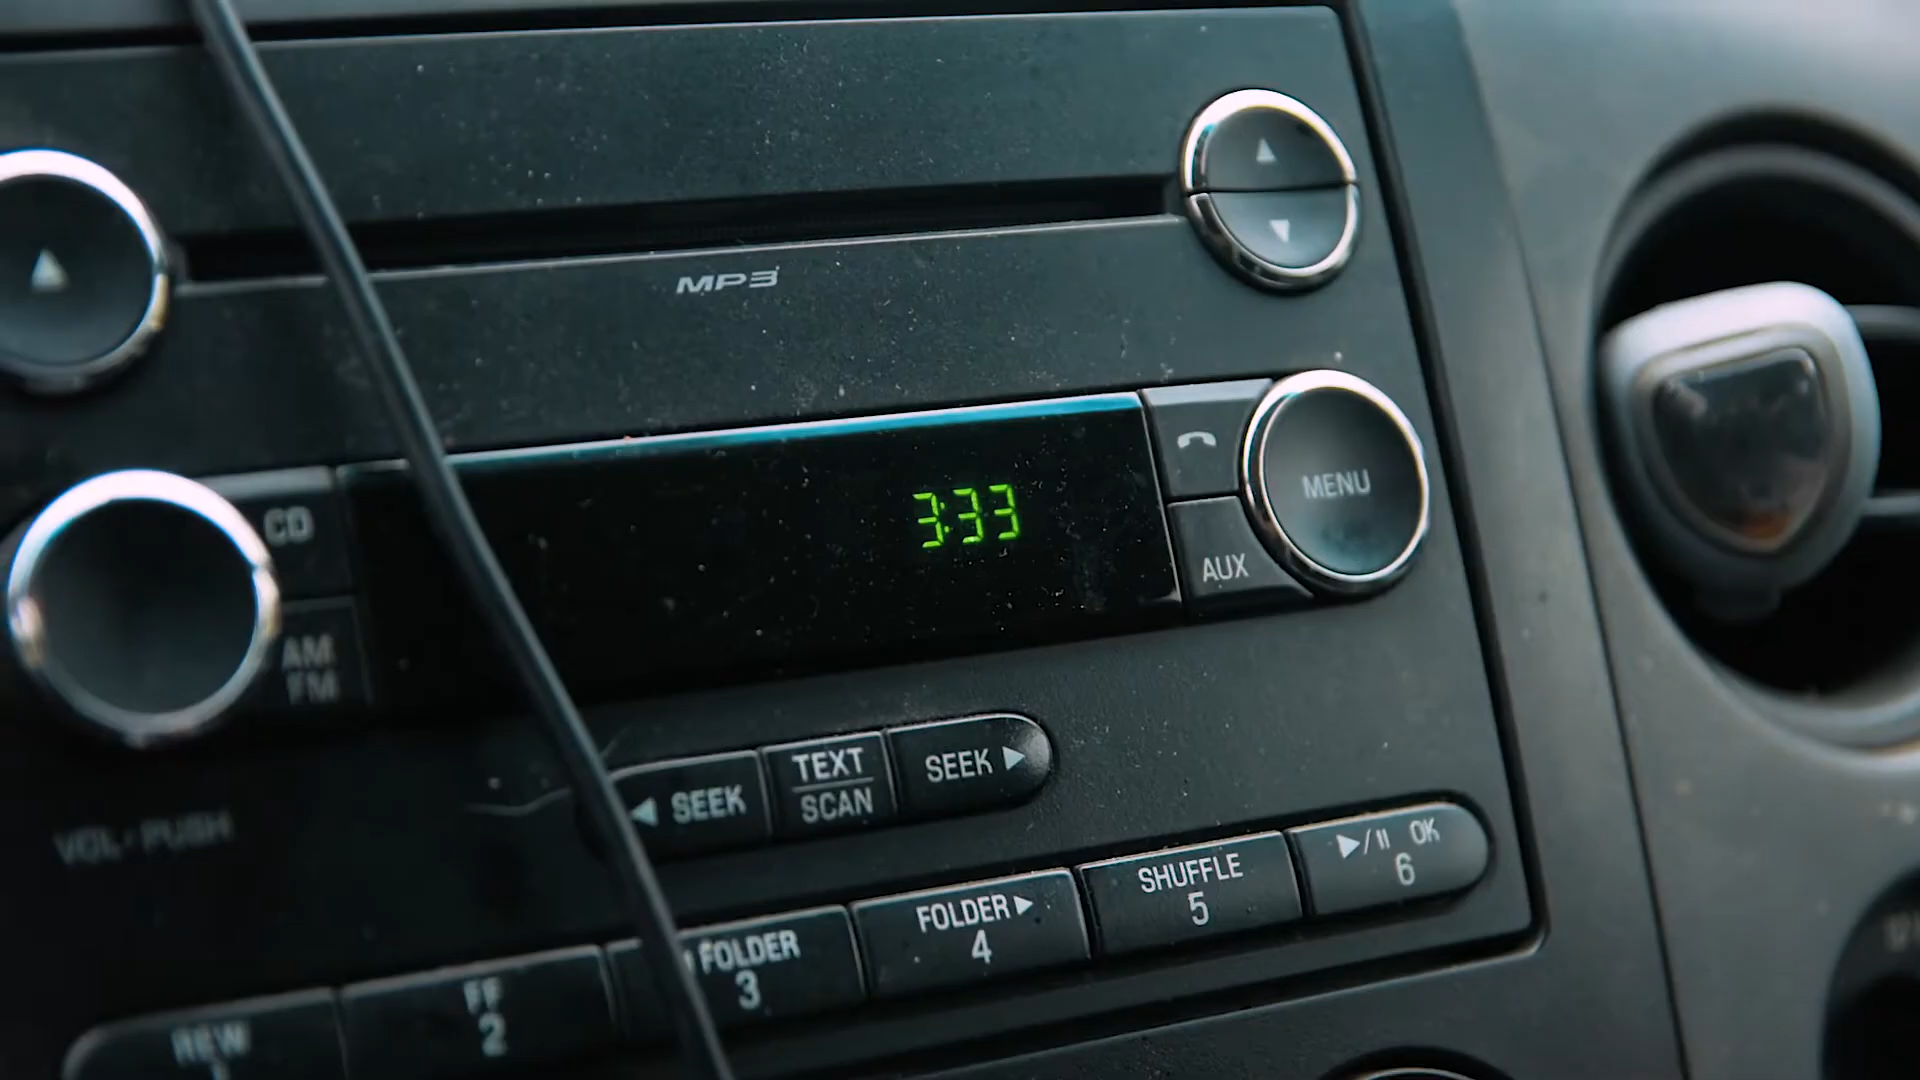 MP3
CD
3:33
MENU
AUX
AM
FM
SEEK
TEXT
SCAN
SEEK
VOL-PUSH
REW
1
FF
2
FOLDER
3
FOLDER
4
SHUFFLE
5
OK
6